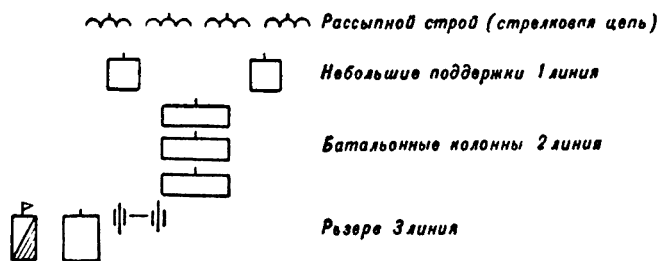 Рассыпной строй (стрелковая цепь)
Небольшие поддержки 1 линия
Батальонные колонны 2 линия
Резерв 3 линия